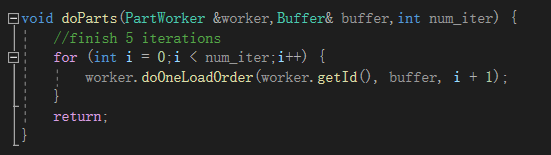 void doParts(PartWorker &worker,Buffer& buffer,int num_iter) {
//finish 5 iterations
for (int i = 0;i < num_iter;i++) {
worker.doOneLoadOrder(worker.getId(), buffer, i + 1);
}
return;
}